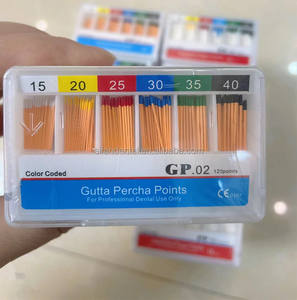 15 20 25 30 35 40
Color Coded GP.02 120points
Gutta Percha Points
For Professional Dental Use Only
CE